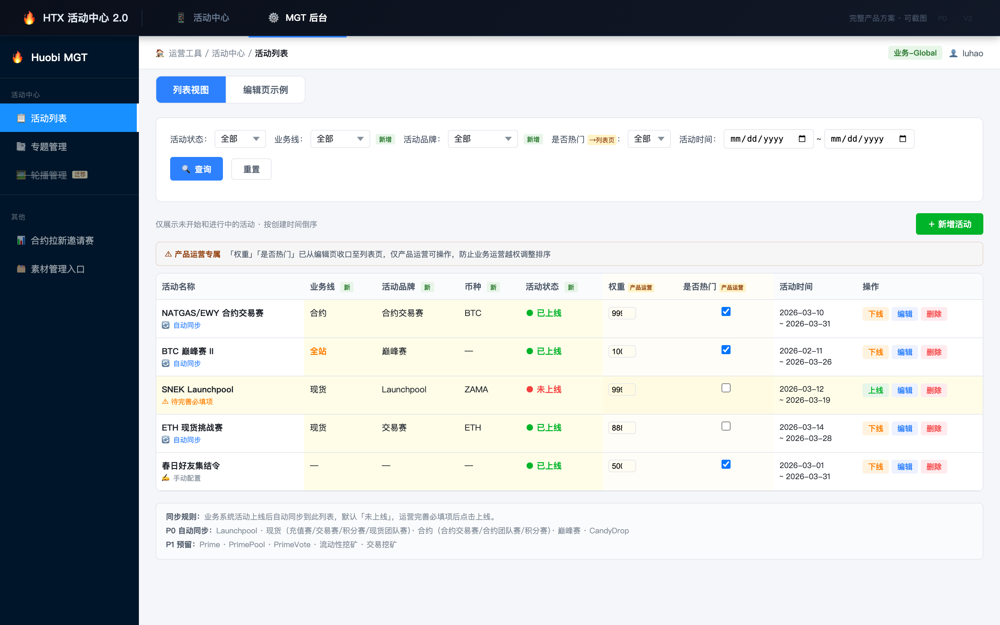 HTX 活动中心 2.0
活动中心
MGT 后台
完整产品方案 · 可截图 P0 V2
Huobi MGT
活动中心
活动列表
专题管理
轮播管理 迁移
其他
合约拉新邀请赛
素材管理入口
运营工具 / 活动中心 / 活动列表
业务-Global luhao
列表视图 编辑页示例
活动状态： 全部 业务线： 全部 新增 活动品牌： 全部 新增 是否热门 →列表页 ： 全部 活动时间： mm/dd/yyyy ~ mm/dd/yyyy
查询 重置
仅展示未开始和进行中的活动 · 按创建时间倒序
+ 新增活动
⚠ 产品运营专属 「权重」「是否热门」已从编辑页收口至列表页，仅产品运营可操作，防止业务运营越权调整排序
活动名称 业务线 新 活动品牌 新 币种 新 活动状态 新 权重 产品运营 是否热门 产品运营 活动时间 操作
NATGAS/EWY 合约交易赛 合约 合约交易赛 BTC 已上线 2026-03-10 下线 编辑 删除
自动同步 ~ 2026-03-31
BTC 巅峰赛 II 全站 巅峰赛 — 已上线 2026-02-11 下线 编辑 删除
自动同步 ~ 2026-03-26
SNEK Launchpool 现货 Launchpool ZAMA 未上线 2026-03-12 上线 编辑 删除
⚠ 待完善必填项 ~ 2026-03-19
ETH 现货挑战赛 现货 交易赛 ETH 已上线 2026-03-14 下线 编辑 删除
自动同步 ~ 2026-03-28
春日好友集结令 — — — 已上线 2026-03-01 下线 编辑 删除
手动配置 ~ 2026-03-31
同步规则：业务系统活动上线后自动同步到此列表，默认「未上线」，运营完善必填项后点击上线。
P0 自动同步：Launchpool · 现货（充值赛/交易赛/积分赛/现货团队赛）· 合约（合约交易赛/合约团队赛/积分赛）· 巅峰赛 · CandyDrop
P1 预留：Prime · PrimePool · PrimeVote · 流动性挖矿 · 交易挖矿